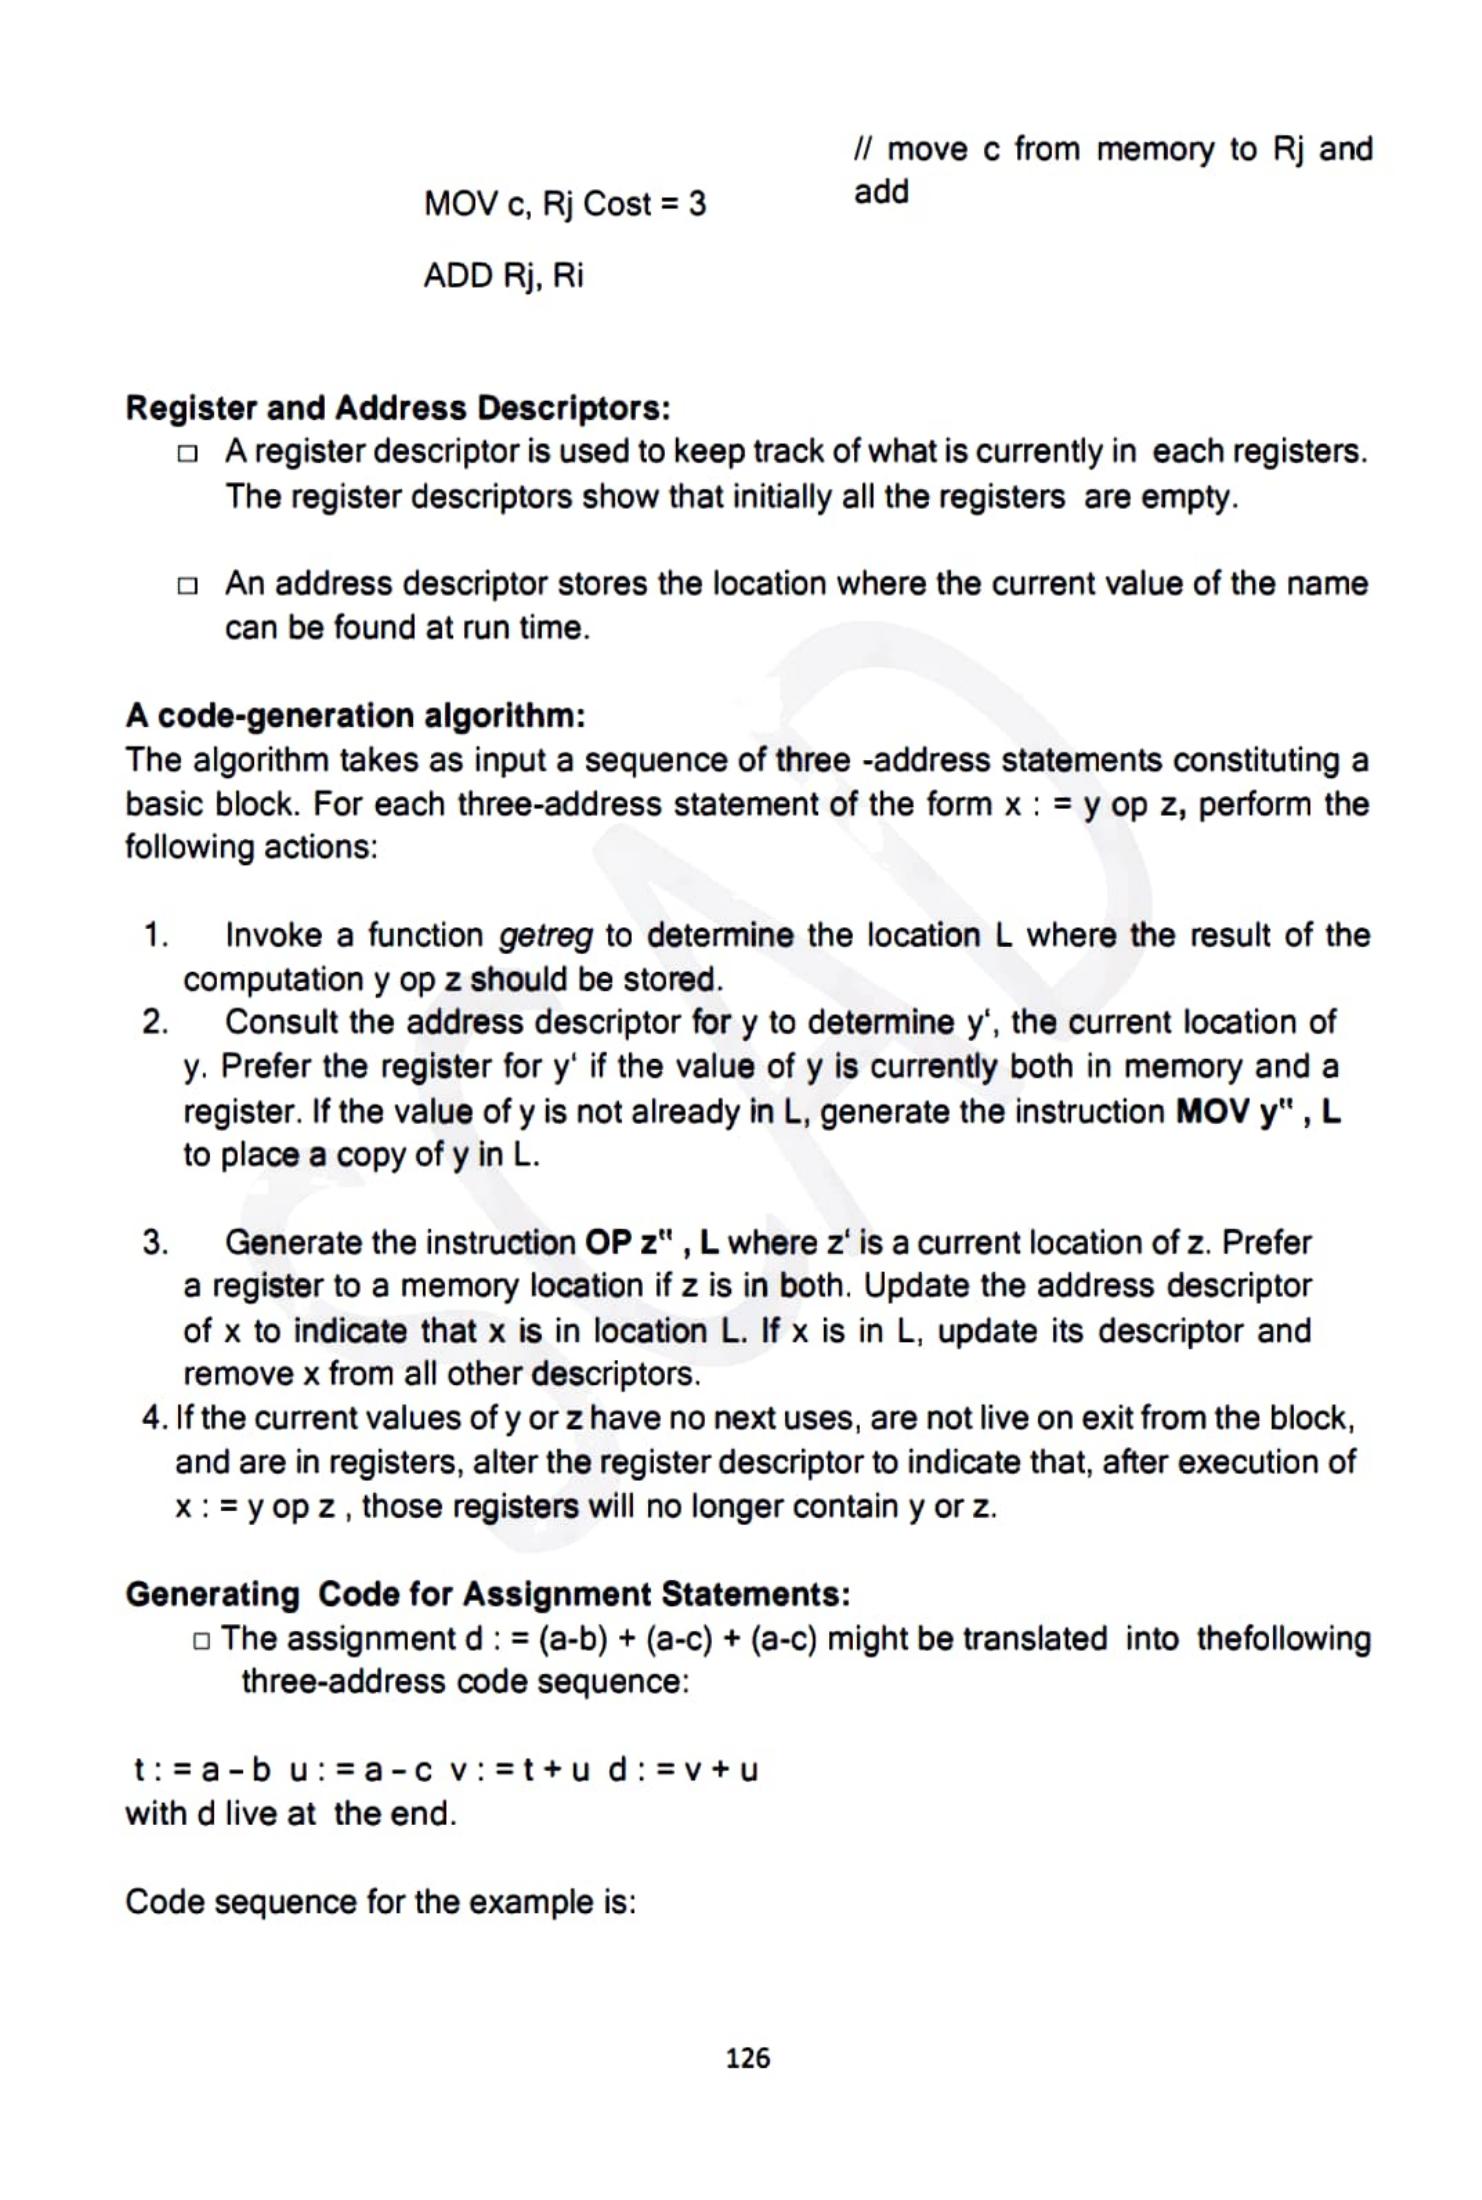 // move c from memory to Rj and
add
MOV c, Rj Cost = 3
ADD Rj, Ri
Register and Address Descriptors:
□ A register descriptor is used to keep track of what is currently in each registers.
The register descriptors show that initially all the registers are empty.
□ An address descriptor stores the location where the current value of the name
can be found at run time.
A code-generation algorithm:
The algorithm takes as input a sequence of three -address statements constituting a
basic block. For each three-address statement of the form x : = y op z, perform the
following actions:
1. Invoke a function getreg to determine the location L where the result of the
computation y op z should be stored.
2. Consult the address descriptor for y to determine y‘, the current location of
y. Prefer the register for y‘ if the value of y is currently both in memory and a
register. If the value of y is not already in L, generate the instruction MOV y‟ , L
to place a copy of y in L.
3. Generate the instruction OP z‟ , L where z‘ is a current location of z. Prefer
a register to a memory location if z is in both. Update the address descriptor
of x to indicate that x is in location L. If x is in L, update its descriptor and
remove x from all other descriptors.
4. If the current values of y or z have no next uses, are not live on exit from the block,
and are in registers, alter the register descriptor to indicate that, after execution of
x : = y op z , those registers will no longer contain y or z.
Generating Code for Assignment Statements:
□ The assignment d : = (a-b) + (a-c) + (a-c) might be translated into thefollowing
three-address code sequence:
t : = a – b u : = a – c v : = t + u d : = v + u
with d live at the end.
Code sequence for the example is:
126
SCAD